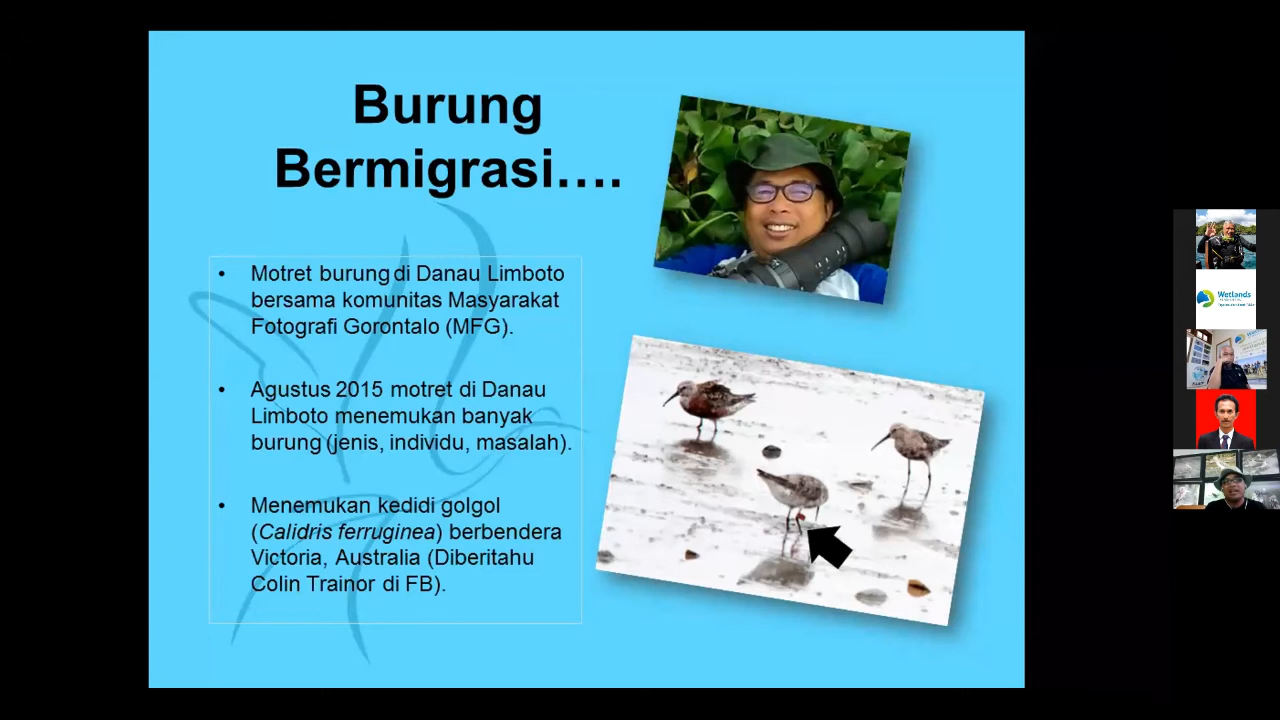 Burung
Bermigrasi....
• Motret burung di Danau Limboto
bersama komunitas Masyarakat
Fotografi Gorontalo (MFG).
• Agustus 2015 motret di Danau
Limboto menemukan banyak
burung (jenis, individu, masalah).
• Menemukan kedidi golgol
(Calidris ferruginea) berbendera
Victoria, Australia (Diberitahu
Colin Trainor di FB).
Wetlands